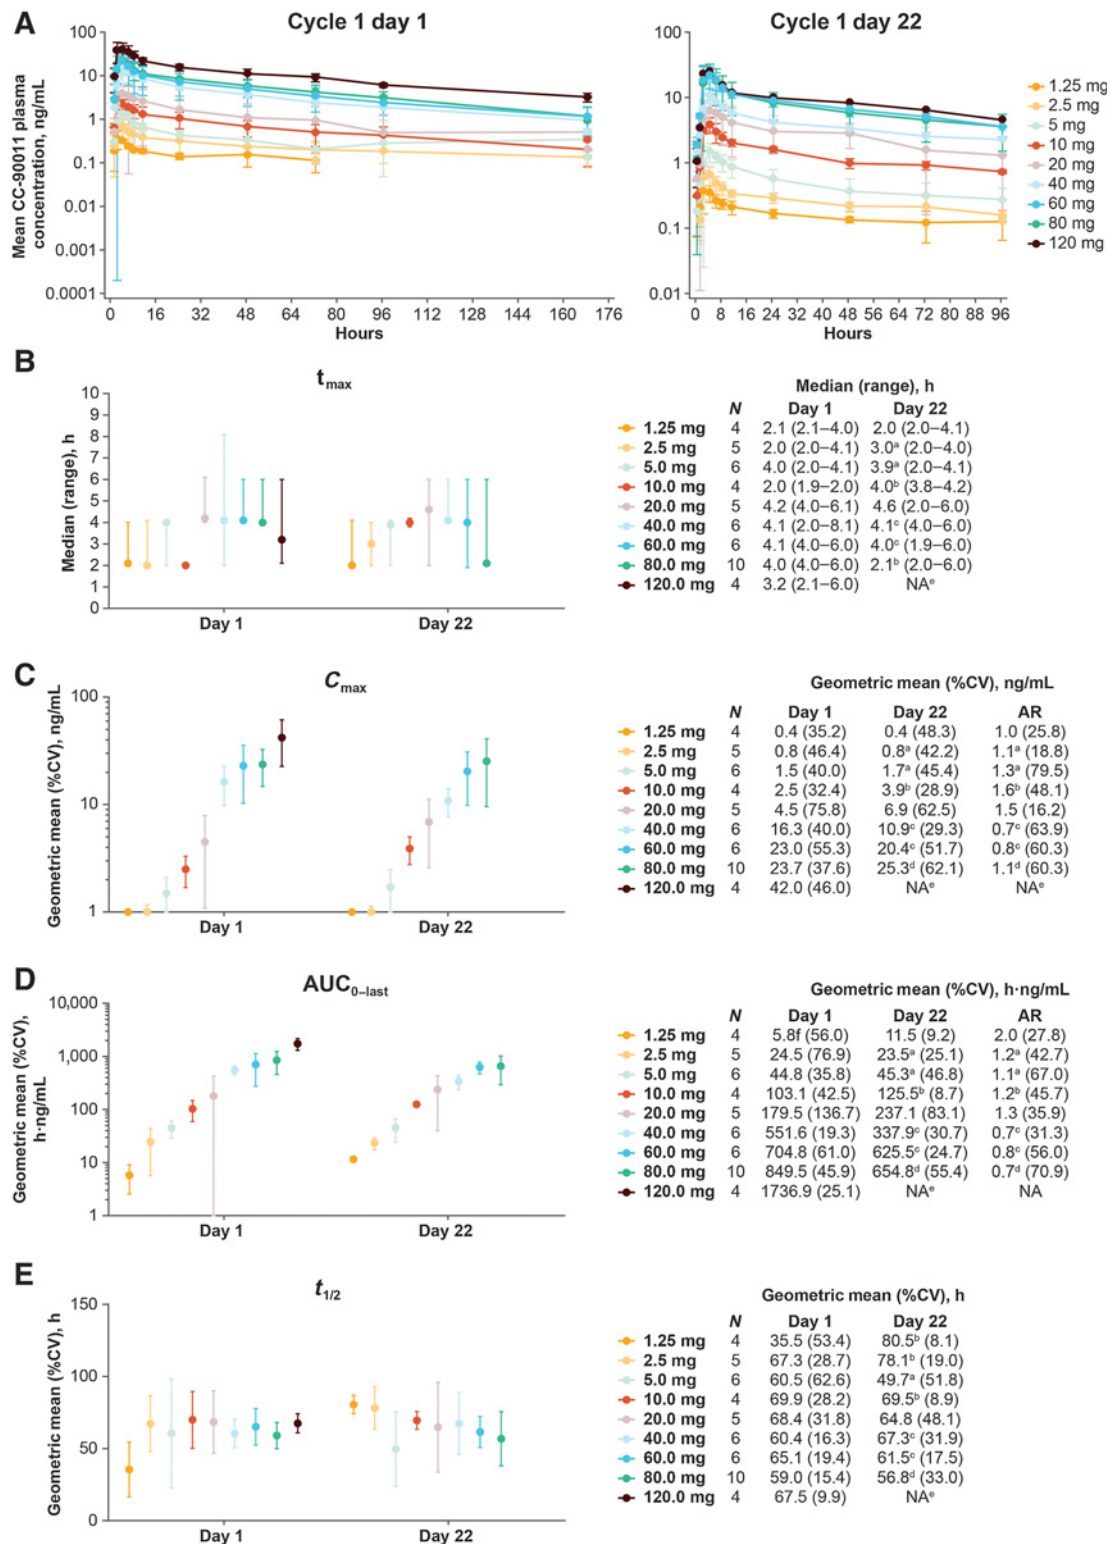 A
Cycle 1 day 1
Cycle 1 day 22
Mean CC-90011 plasma
concentration, ng/mL
100
10
1
0.1
0.01
0.001
0.0001
0 16 32 48 64 80 96 112 128 144 160 176
Hours
100
10
1
0.1
0.01
0 8 16 24 32 40 48 56 64 72 80 88 96
Hours
1.25 mg
2.5 mg
5 mg
10 mg
20 mg
40 mg
60 mg
80 mg
120 mg
B
tmax
Median (range), h
10
9
8
7
6
5
4
3
2
1
0
Day 1 Day 22
Median (range), h
N Day 1 Day 22
1.25 mg 4 2.1 (2.1–4.0) 2.0 (2.0–4.1)
2.5 mg 5 2.0 (2.0–4.1) 3.0ᵃ (2.0–4.0)
5.0 mg 6 4.0 (2.0–4.1) 3.9ᵃ (2.0–4.1)
10.0 mg 4 2.0 (1.9–2.0) 4.0ᵇ (3.8–4.2)
20.0 mg 5 4.2 (4.0–6.1) 4.6 (2.0–6.0)
40.0 mg 6 4.1 (2.0–8.1) 4.1ᶜ (4.0–6.0)
60.0 mg 6 4.1 (4.0–6.0) 4.0ᶜ (1.9–6.0)
80.0 mg 10 4.0 (4.0–6.0) 2.1ᵇ (2.0–6.0)
120.0 mg 4 3.2 (2.1–6.0) NAᵉ
C
Cmax
Geometric mean (%CV), ng/mL
100
10
1
Day 1 Day 22
Geometric mean (%CV), ng/mL
N Day 1 Day 22 AR
1.25 mg 4 0.4 (35.2) 0.4 (48.3) 1.0 (25.8)
2.5 mg 5 0.8 (46.4) 0.8ᵃ (42.2) 1.1ᵃ (18.8)
5.0 mg 6 1.5 (40.0) 1.7ᵃ (45.4) 1.3ᵃ (79.5)
10.0 mg 4 2.5 (32.4) 3.9ᵇ (28.9) 1.6ᵇ (48.1)
20.0 mg 5 4.5 (75.8) 6.9 (62.5) 1.5 (16.2)
40.0 mg 6 16.3 (40.0) 10.9ᶜ (29.3) 0.7ᶜ (63.9)
60.0 mg 6 23.0 (55.3) 20.4ᶜ (51.7) 0.8ᶜ (60.3)
80.0 mg 10 23.7 (37.6) 25.3ᵈ (62.1) 1.1ᵈ (60.3)
120.0 mg 4 42.0 (46.0) NAᵉ NAᵉ
D
AUC0–last
Geometric mean (%CV),
h·ng/mL
10,000
1,000
100
10
1
Day 1 Day 22
Geometric mean (%CV), h·ng/mL
N Day 1 Day 22 AR
1.25 mg 4 5.8f (56.0) 11.5 (9.2) 2.0 (27.8)
2.5 mg 5 24.5 (76.9) 23.5ᵃ (25.1) 1.2ᵃ (42.7)
5.0 mg 6 44.8 (35.8) 45.3ᵃ (46.8) 1.1ᵃ (67.0)
10.0 mg 4 103.1 (42.5) 125.5ᵇ (8.7) 1.2ᵇ (45.7)
20.0 mg 5 179.5 (136.7) 237.1 (83.1) 1.3 (35.9)
40.0 mg 6 551.6 (19.3) 337.9ᶜ (30.7) 0.7ᶜ (31.3)
60.0 mg 6 704.8 (61.0) 625.5ᶜ (24.7) 0.8ᶜ (56.0)
80.0 mg 10 849.5 (45.9) 654.8ᵈ (55.4) 0.7ᵈ (70.9)
120.0 mg 4 1736.9 (25.1) NAᵉ NA
E
t1/2
Geometric mean (%CV), h
150
100
50
0
Day 1 Day 22
Geometric mean (%CV), h
N Day 1 Day 22
1.25 mg 4 35.5 (53.4) 80.5ᵇ (8.1)
2.5 mg 5 67.3 (28.7) 78.1ᵇ (19.0)
5.0 mg 6 60.5 (62.6) 49.7ᵃ (51.8)
10.0 mg 4 69.9 (28.2) 69.5ᵇ (8.9)
20.0 mg 5 68.4 (31.8) 64.8 (48.1)
40.0 mg 6 60.4 (16.3) 67.3ᶜ (31.9)
60.0 mg 6 65.1 (19.4) 61.5ᶜ (17.5)
80.0 mg 10 59.0 (15.4) 56.8ᵈ (33.0)
120.0 mg 4 67.5 (9.9) NAᵉ